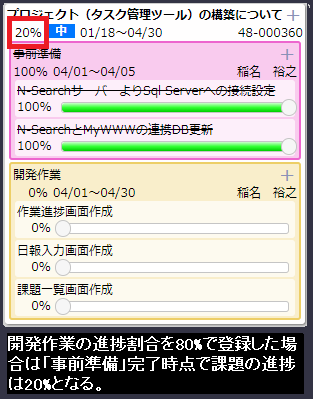 プロジェクト(タスク管理ツール)の構築について +
20% 中 01/18～04/30 48-000360
事前準備 +
100% 04/01～04/05 稲名 裕之
N-SearchサーバーよりSql Serverへの接続設定
100%
N-SearchとMyWWWの連携DB更新
100%
開発作業 +
0% 04/01～04/30 稲名 裕之
作業進捗画面作成
0%
日報入力画面作成
0%
課題一覧画面作成
0%
開発作業の進捗割合を80%で登録した場
合は｢事前準備｣完了時点で課題の進捗
は20%となる。